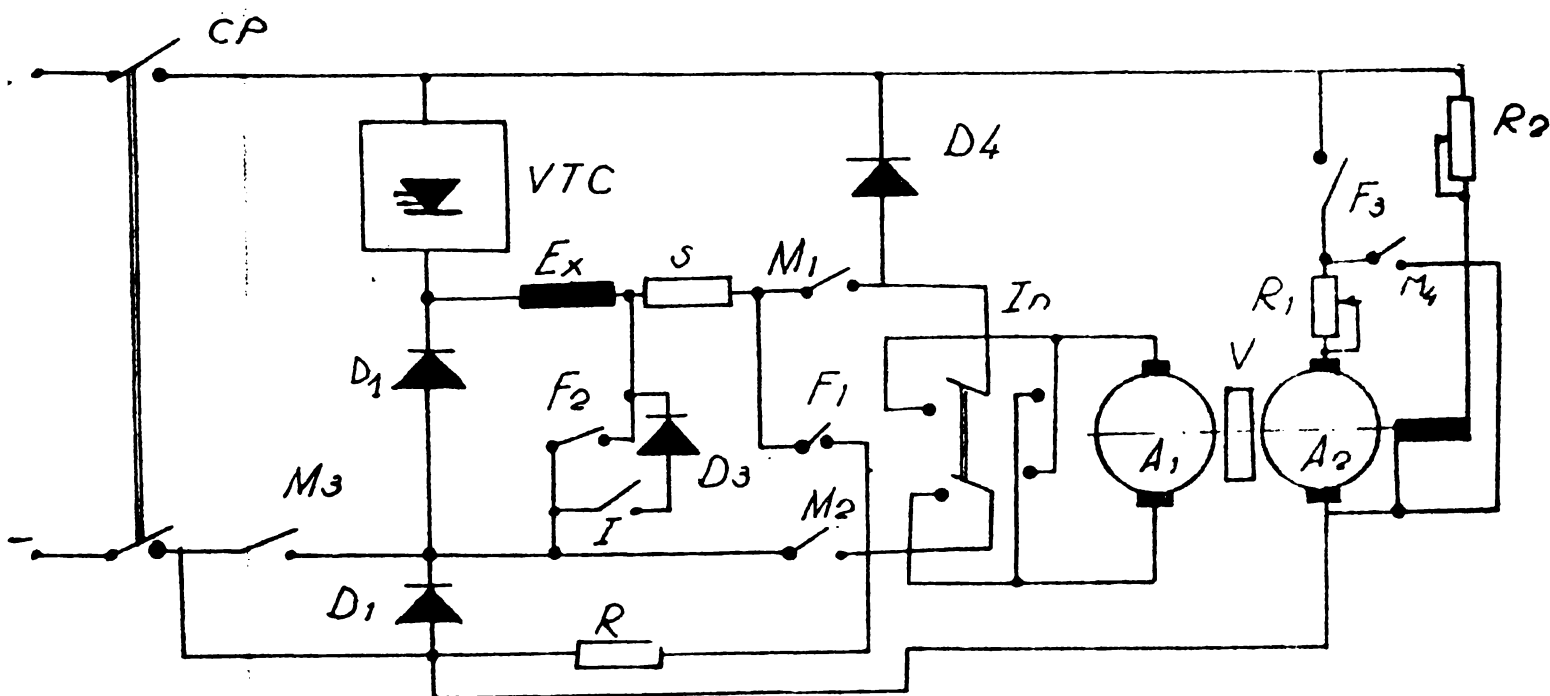 CP
R2
D4
VTC
F3
Ex
S
M1
In
R1
M4
V
D1
F2
F1
D3
A1
A2
M3
I
M2
-
D1
R